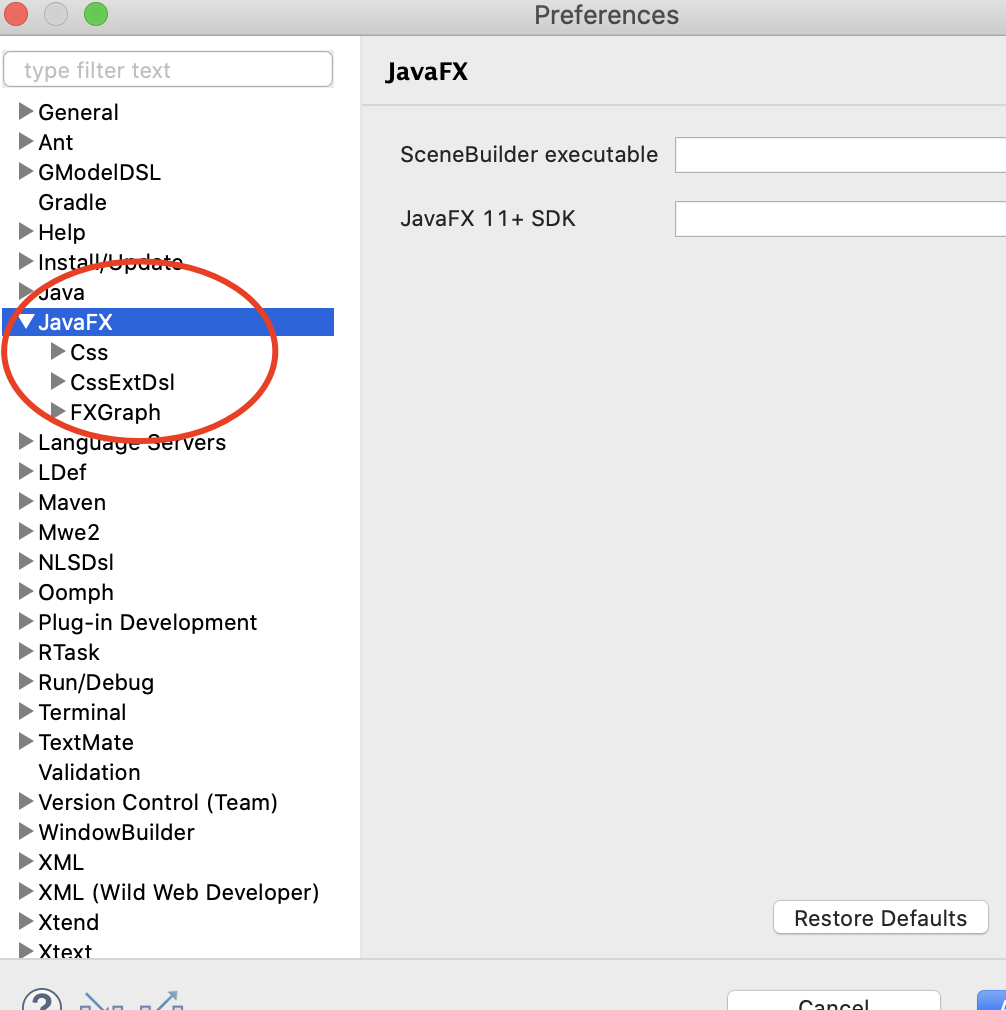 Preferences
type filter text
General
Ant
GModelDSL
Gradle
Help
Install/Update
Java
JavaFX
Css
CssExtDsl
FXGraph
Language Servers
LDef
Maven
Mwe2
NLSDsl
Oomph
Plug-in Development
RTask
Run/Debug
Terminal
TextMate
Validation
Version Control (Team)
WindowBuilder
XML
XML (Wild Web Developer)
Xtend
Xtext
JavaFX
SceneBuilder executable
JavaFX 11+ SDK
Restore Defaults
?
Cancel